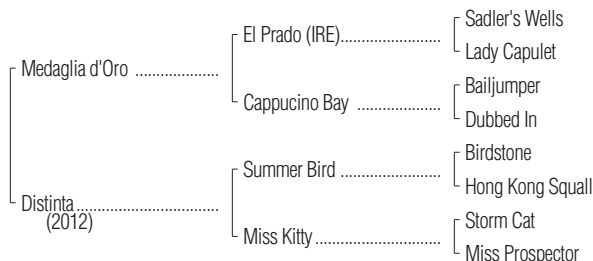 Sadler's Wells
El Prado (IRE)....................
Lady Capulet
Medaglia d'Oro ....................
Bailjumper
Cappucino Bay ....................
Dubbed In
Birdstone
Summer Bird ........................
Hong Kong Squall
Distinta..................................
(2012)
Storm Cat
Miss Kitty..............................
Miss Prospector